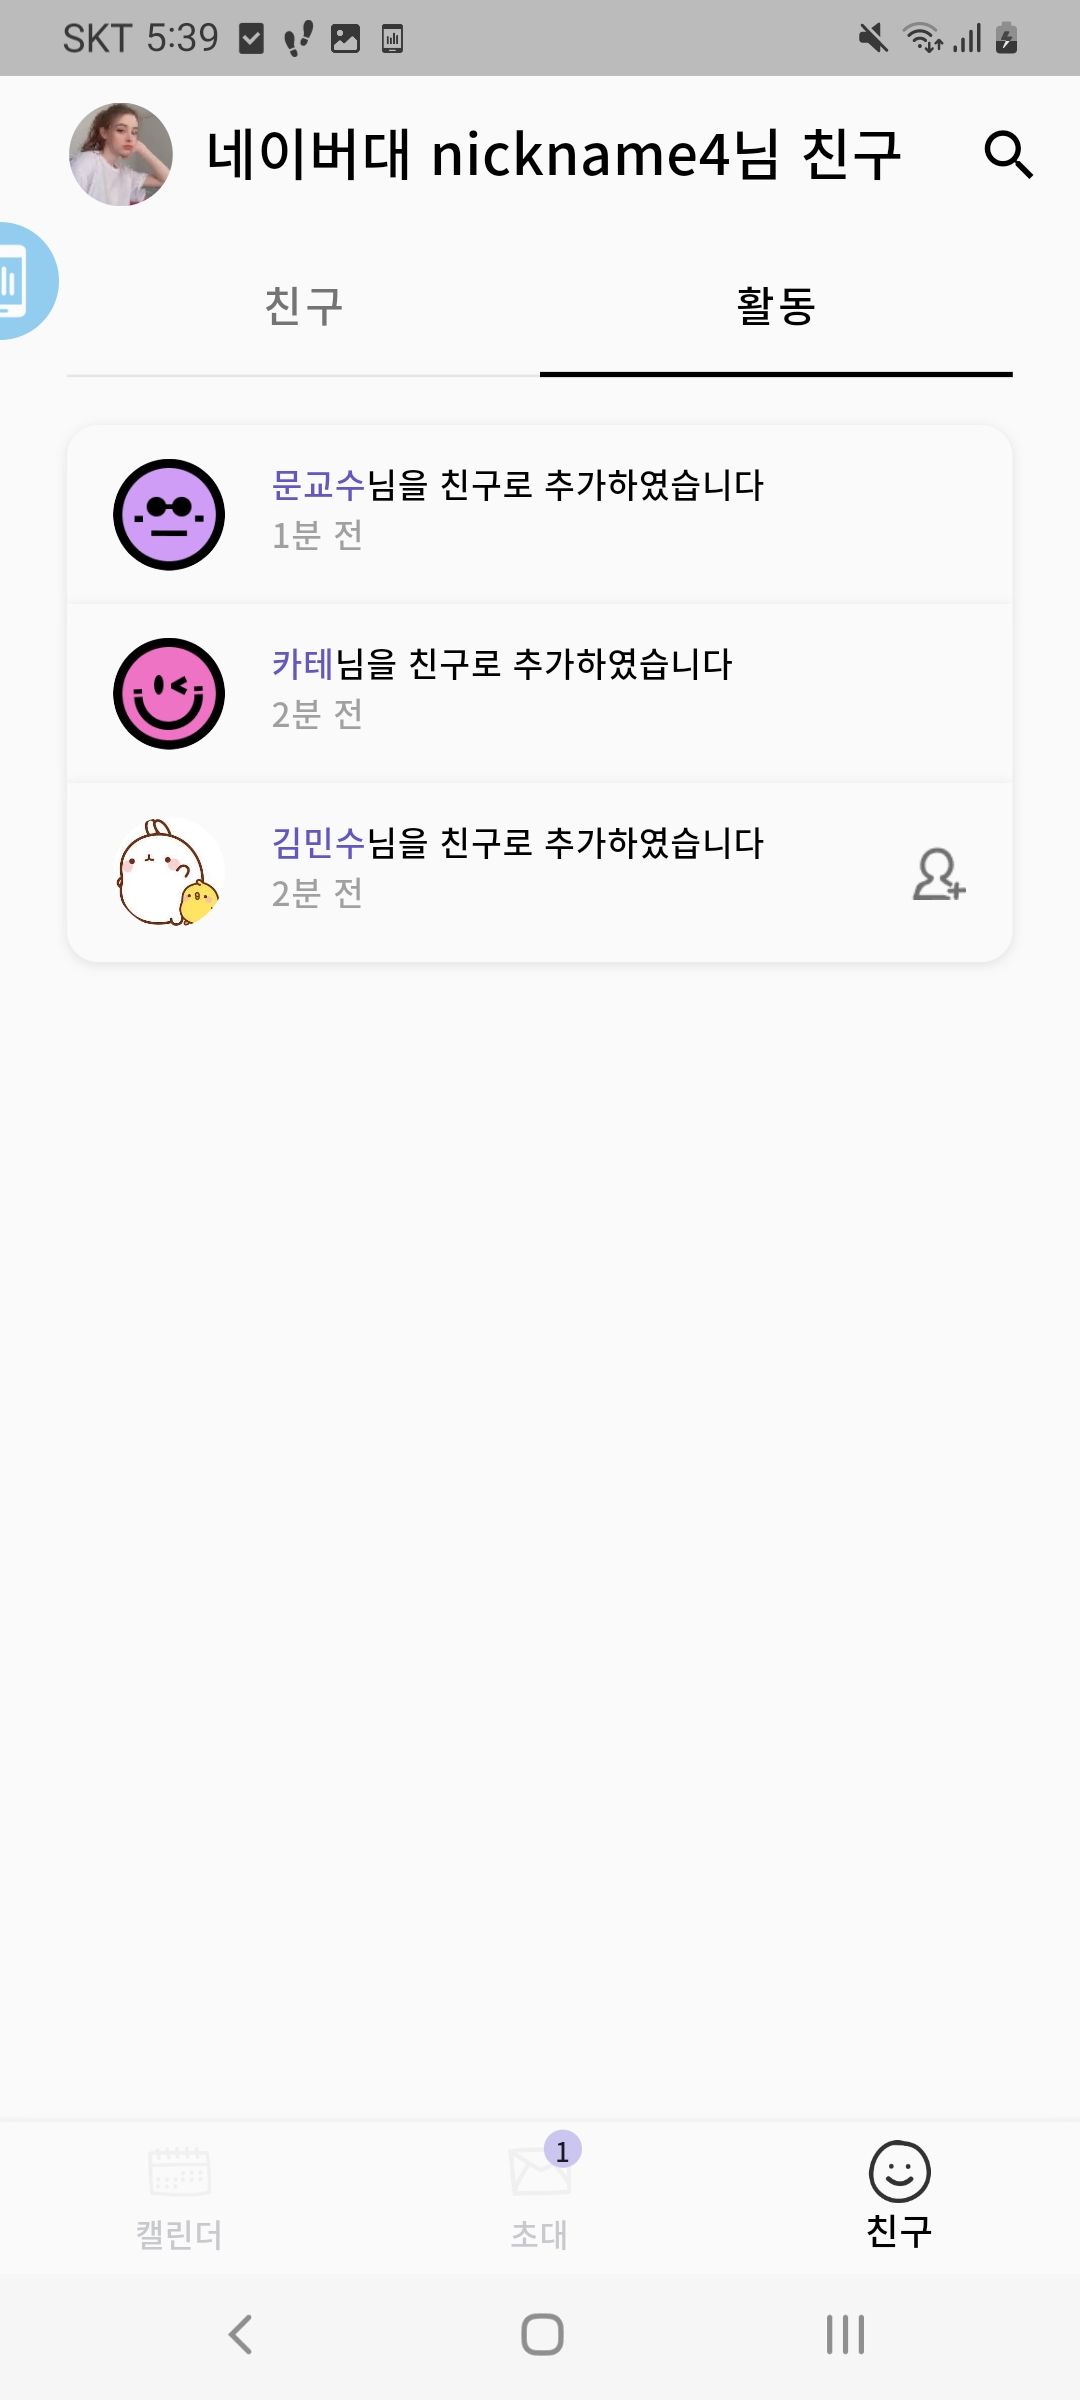 SKT 5:39
네이버대 nickname4님 친구
친구 활동
문교수님을 친구로 추가하였습니다
1분 전
카테님을 친구로 추가하였습니다
2분 전
김민수님을 친구로 추가하였습니다
2분 전
1
캘린더 초대 친구